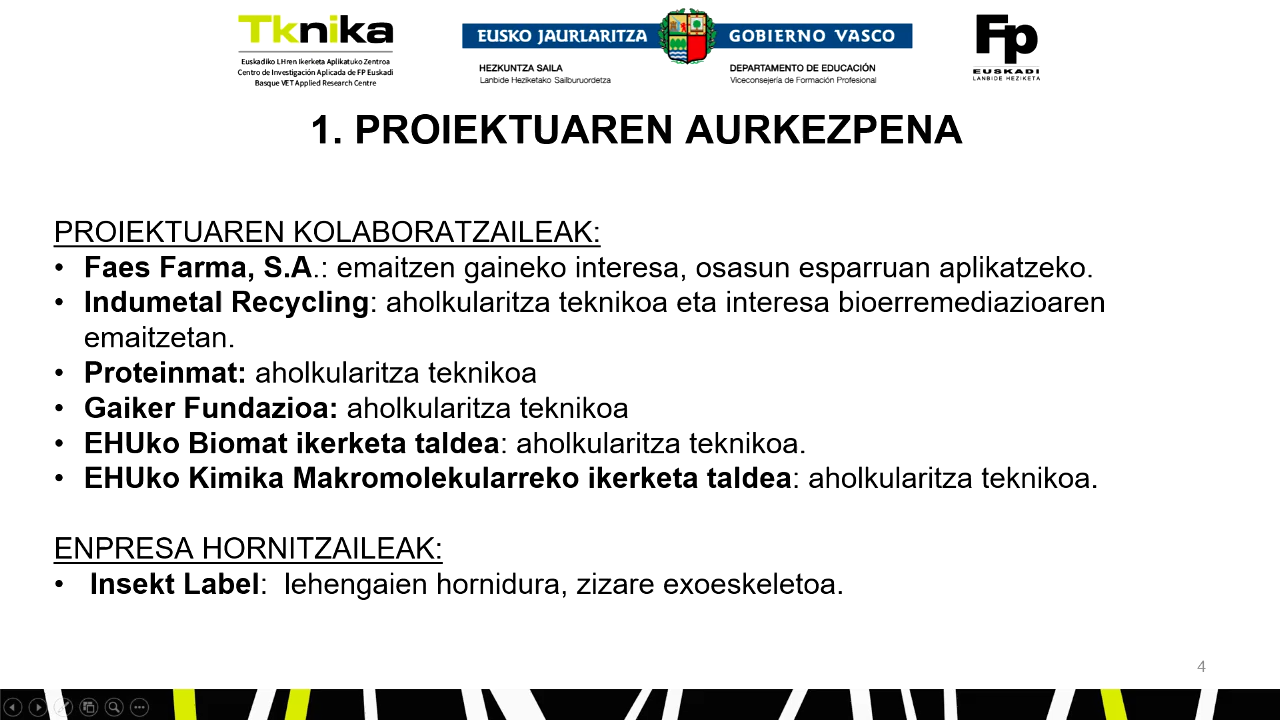 Tknika
Euskadiko LHren Ikerketa Aplikatuko Zentroa
Centro de Investigación Aplicada de FP Euskadi
Basque VET Applied Research Centre
EUSKO JAURLARITZA
GOBIERNO VASCO
HEZKUNTZA SAILA
Lanbide Heziketako Sailburuordetza
DEPARTAMENTO DE EDUCACIÓN
Viceconsejería de Formación Profesional
Fp
EUSKADI
LANBIDE HEZIKETA
1. PROIEKTUAREN AURKEZPENA
PROIEKTUAREN KOLABORATZAILEAK:
• Faes Farma, S.A.: emaitzen gaineko interesa, osasun esparruan aplikatzeko.
• Indumetal Recycling: aholkularitza teknikoa eta interesa bioerremediazioaren
emaitzetan.
• Proteinmat: aholkularitza teknikoa
• Gaiker Fundazioa: aholkularitza teknikoa
• EHUko Biomat ikerketa taldea: aholkularitza teknikoa.
• EHUko Kimika Makromolekularreko ikerketa taldea: aholkularitza teknikoa.
ENPRESA HORNITZAILEAK:
• Insekt Label:  lehengaien hornidura, zizare exoeskeletoa.
4